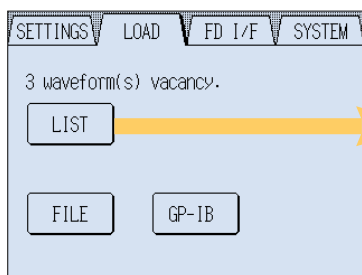 SETTINGS LOAD FD I/F SYSTEM
3 waveform(s) vacancy.
LIST
FILE GP-IB